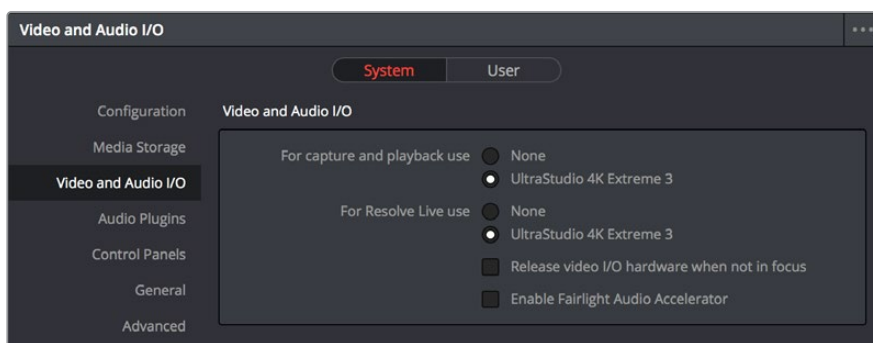 Video and Audio I/O
System
User
Configuration
Media Storage
Video and Audio I/O
Audio Plugins
Control Panels
General
Advanced
Video and Audio I/O
For capture and playback use
None
UltraStudio 4K Extreme 3
For Resolve Live use
None
UltraStudio 4K Extreme 3
Release video I/O hardware when not in focus
Enable Fairlight Audio Accelerator